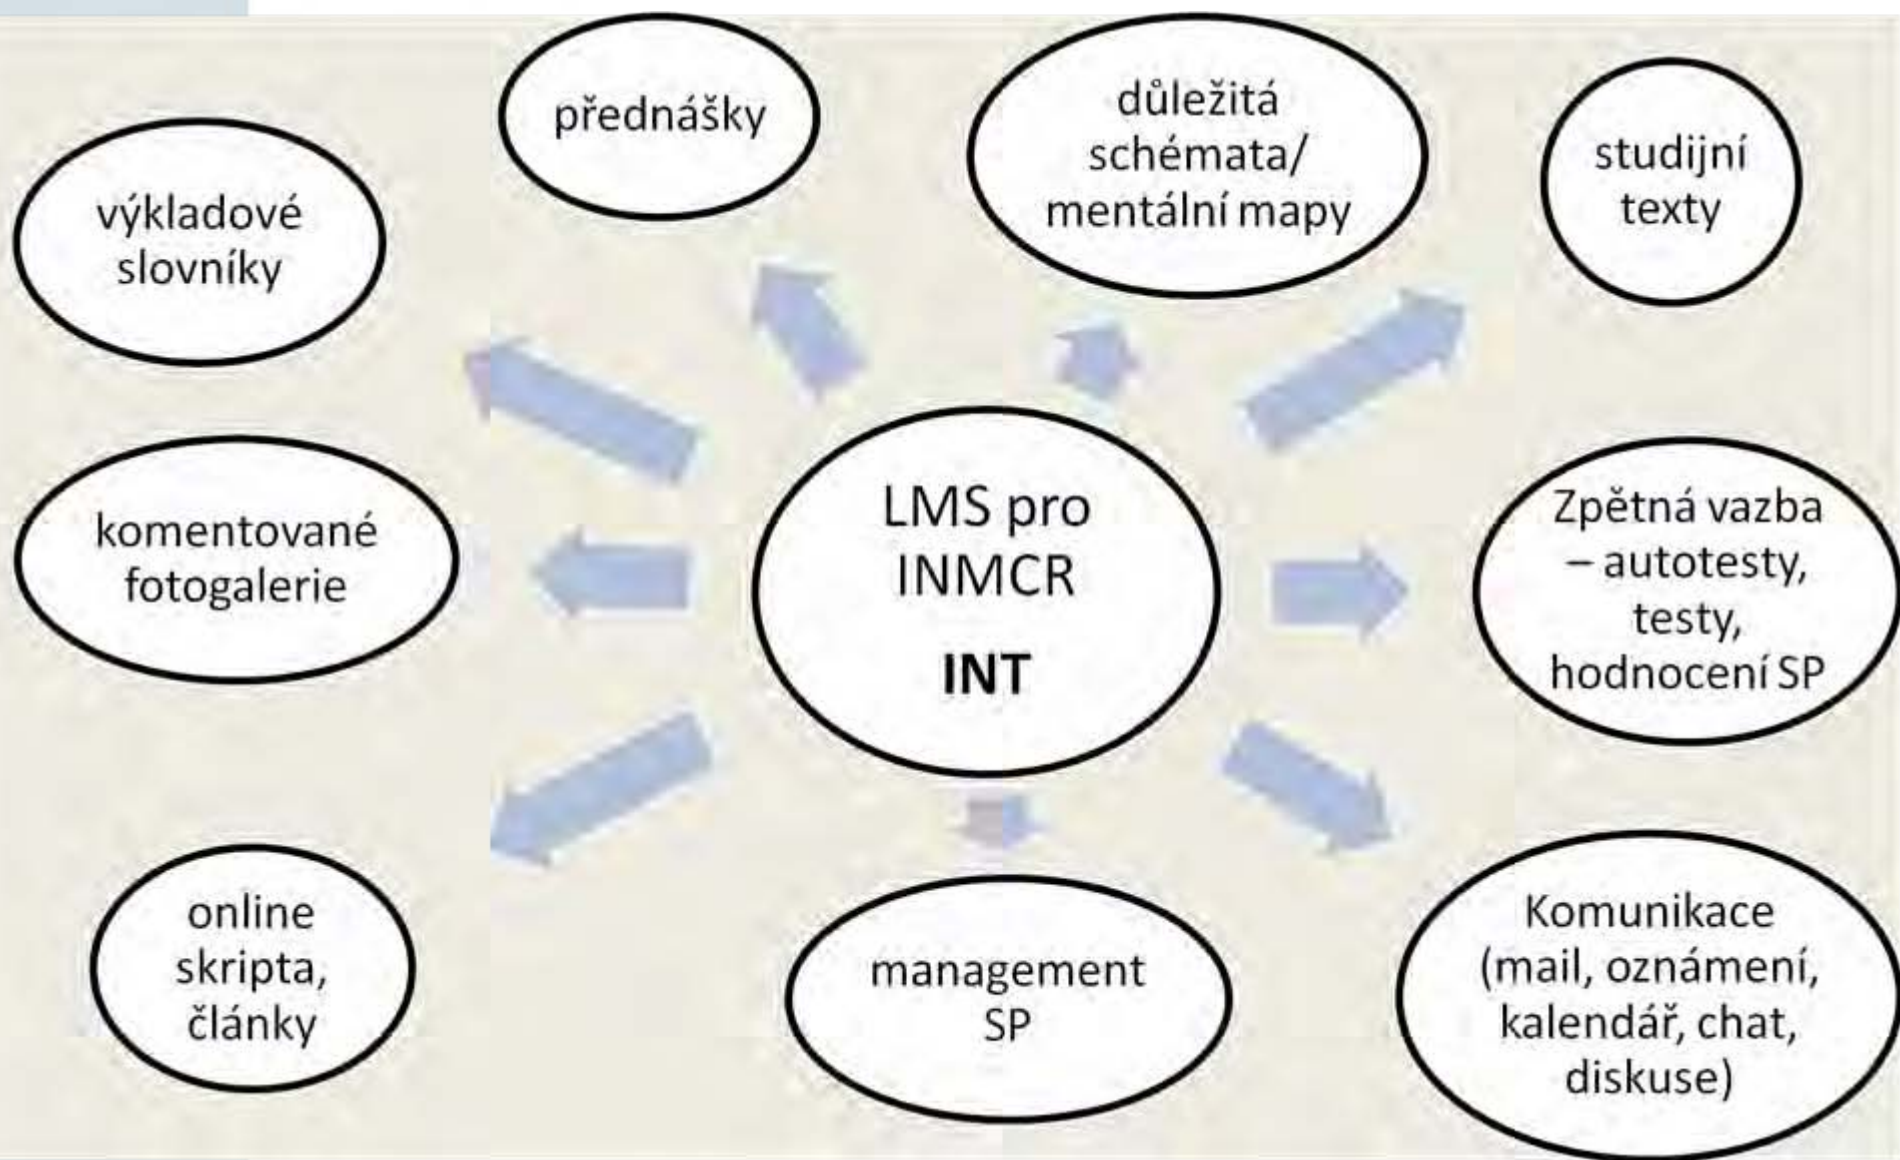 přednášky
důležitá
schémata/
mentální mapy
studijní
texty
výkladové
slovníky
komentované
fotogalerie
LMS pro
INMCR
INT
Zpětná vazba
– autotesty,
testy,
hodnocení SP
online
skripta,
články
management
SP
Komunikace
(mail, oznámení,
kalendář, chat,
diskuse)